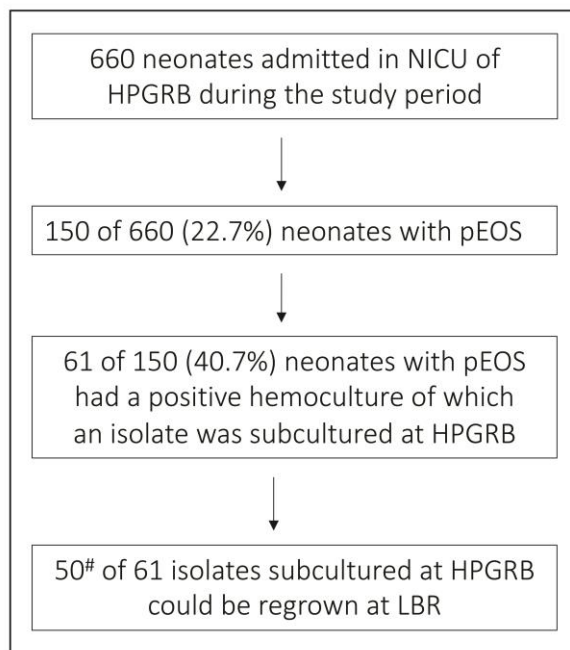 660 neonates admitted in NICU of
HPGRB during the study period
150 of 660 (22.7%) neonates with pEOS
61 of 150 (40.7%) neonates with pEOS
had a positive hemoculture of which
an isolate was subcultured at HPGRB
50# of 61 isolates subcultured at HPGRB
could be regrown at LBR